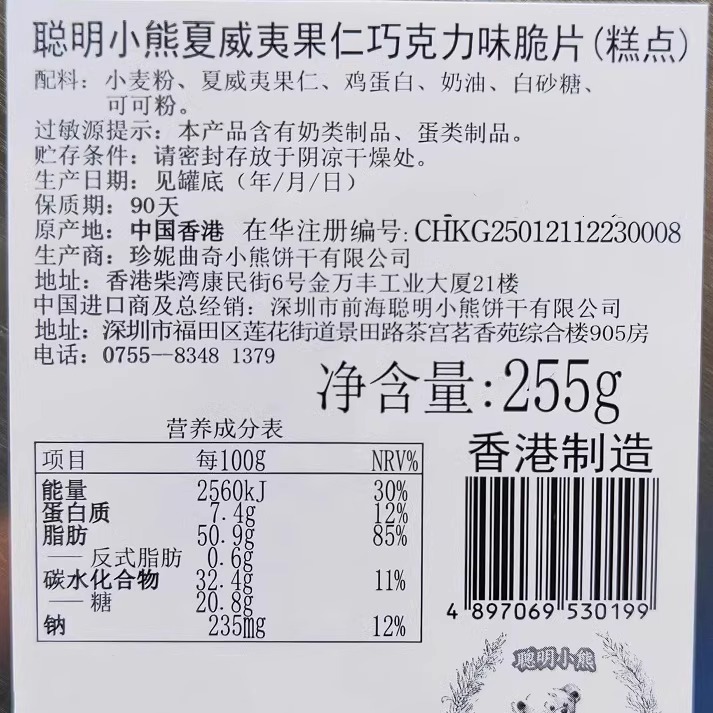 聪明小熊夏威夷果仁巧克力味脆片(糕点)
配料：小麦粉、夏威夷果仁、鸡蛋白、奶油、白砂糖、
可可粉。
过敏源提示：本产品含有奶类制品、蛋类制品。
贮存条件：请密封存放于阴凉干燥处。
生产日期：见罐底（年/月/日）
保质期：90天
原产地：中国香港 在华注册编号:CHKG25012112230008
生产商：珍妮曲奇小熊饼干有限公司
地址：香港柴湾康民街6号金万丰工业大厦21楼
中国进口商及总经销：深圳市前海聪明小熊饼干有限公司
地址：深圳市福田区莲花街道景田路茶宫茗香苑综合楼905房
电话：0755—8348 1379
净含量:255g
营养成分表
项目 每100g NRV%
能量 2560kJ 30%
蛋白质 7.4g 12%
脂肪 50.9g 85%
——反式脂肪 0.6g
碳水化合物 32.4g 11%
——糖 20.8g
钠 235mg 12%
香港制造
4 897069 530199
聪明小熊